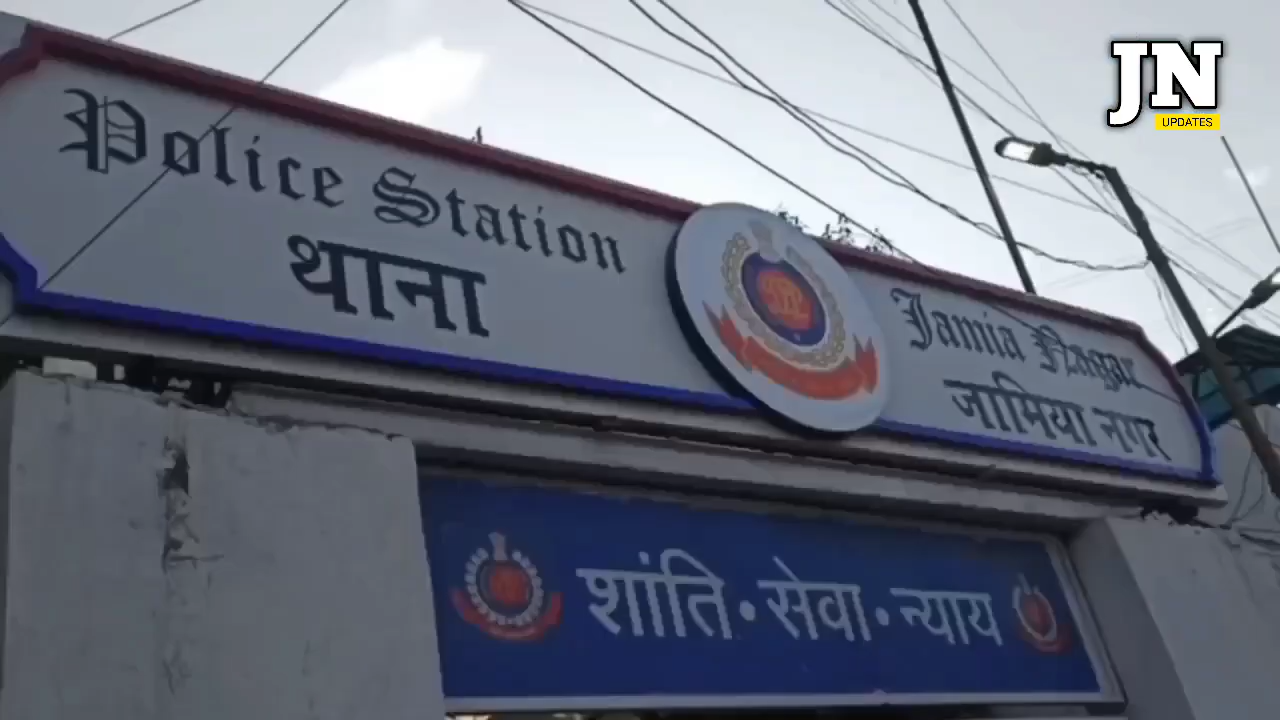 JN
UPDATES
Police Station
थाना
Jamia Nagar
जामिया नगर
शांति • सेवा • न्याय